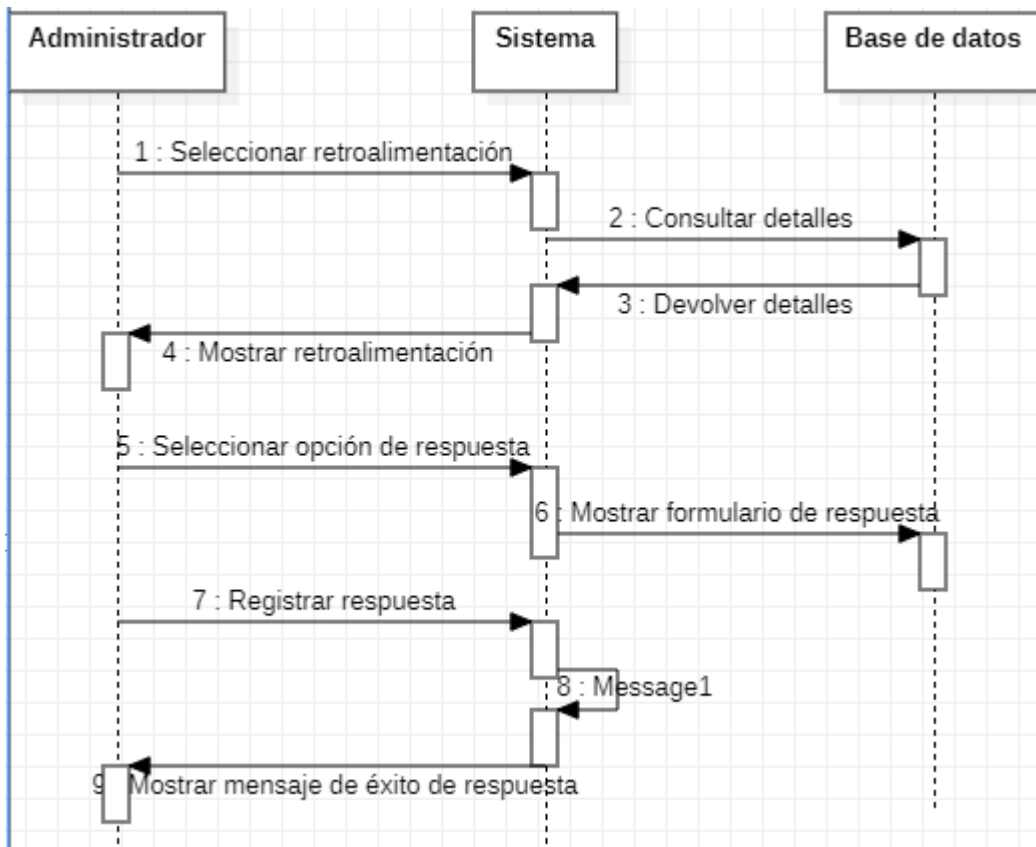 Administrador
Sistema
Base de datos
1 : Seleccionar retroalimentación
2 : Consultar detalles
3 : Devolver detalles
4 : Mostrar retroalimentación
5 : Seleccionar opción de respuesta
6 : Mostrar formulario de respuesta
7 : Registrar respuesta
8 : Message1
9 : Mostrar mensaje de éxito de respuesta